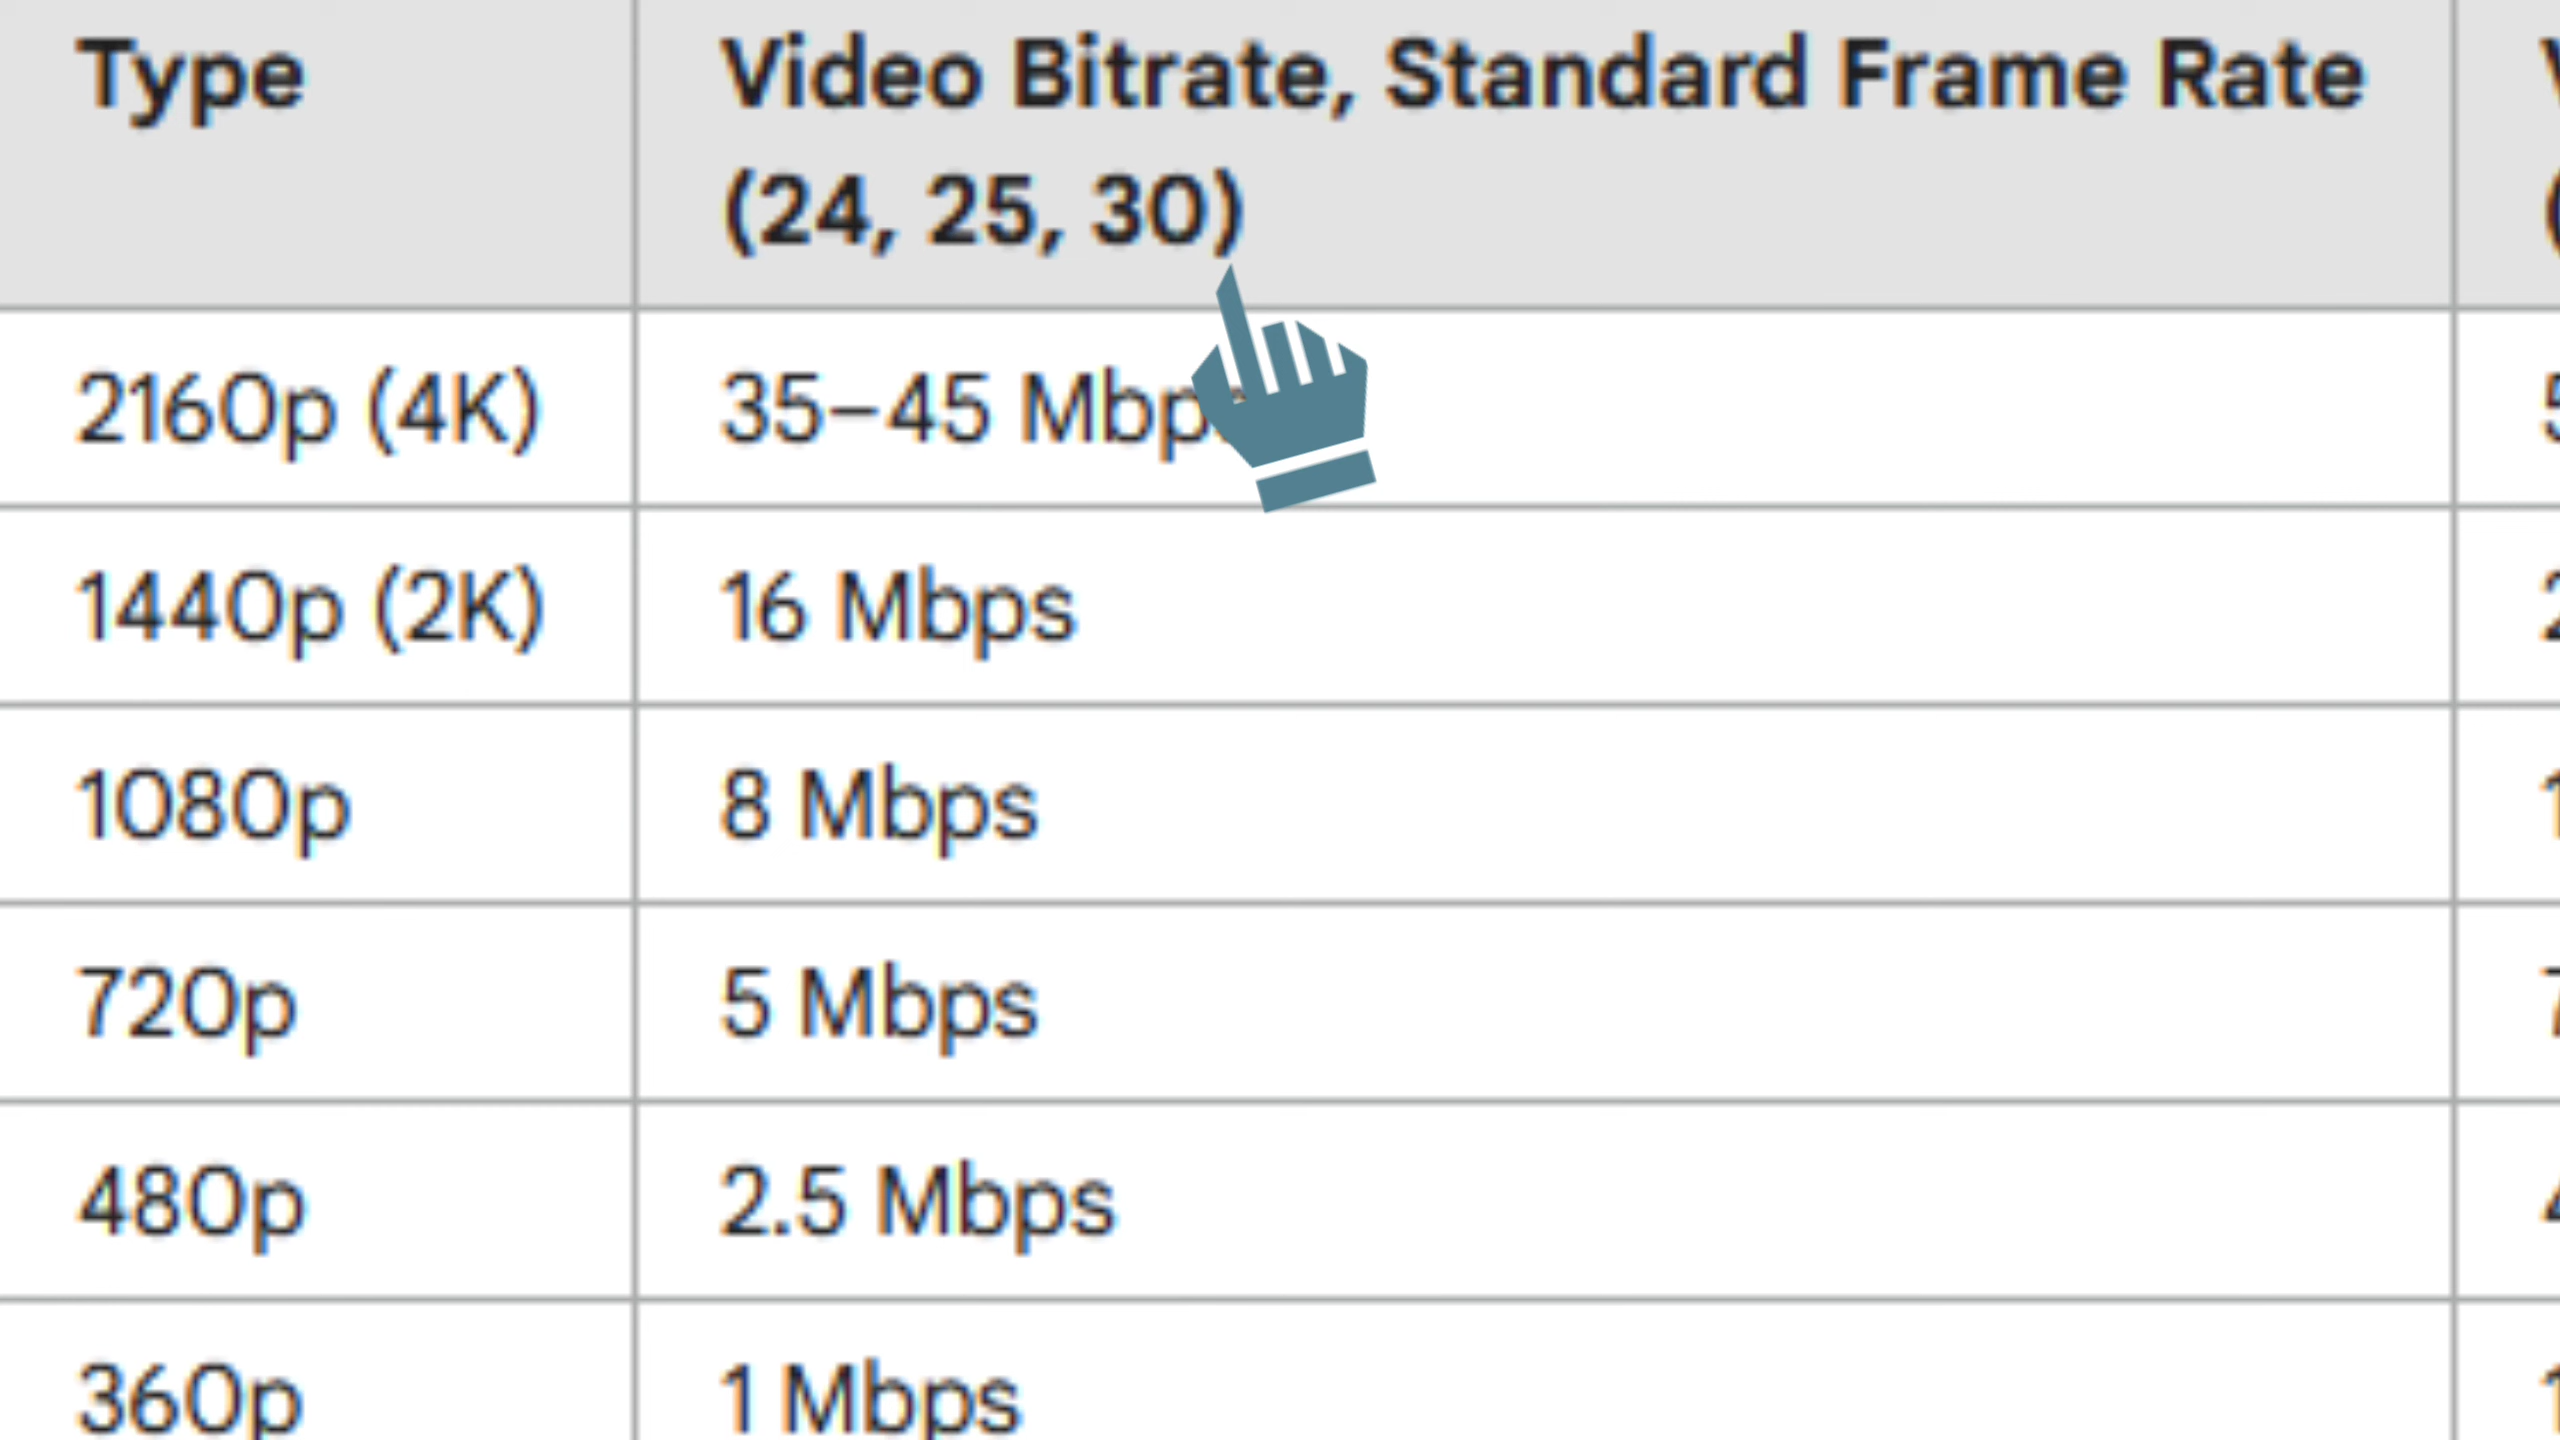 Type
Video Bitrate, Standard Frame Rate
(24, 25, 30)
2160p (4K)
35–45
1440p (2K)
16 Mbps
1080p
8 Mbps
720p
5 Mbps
480p
2.5 Mbps
360p
1 Mbps